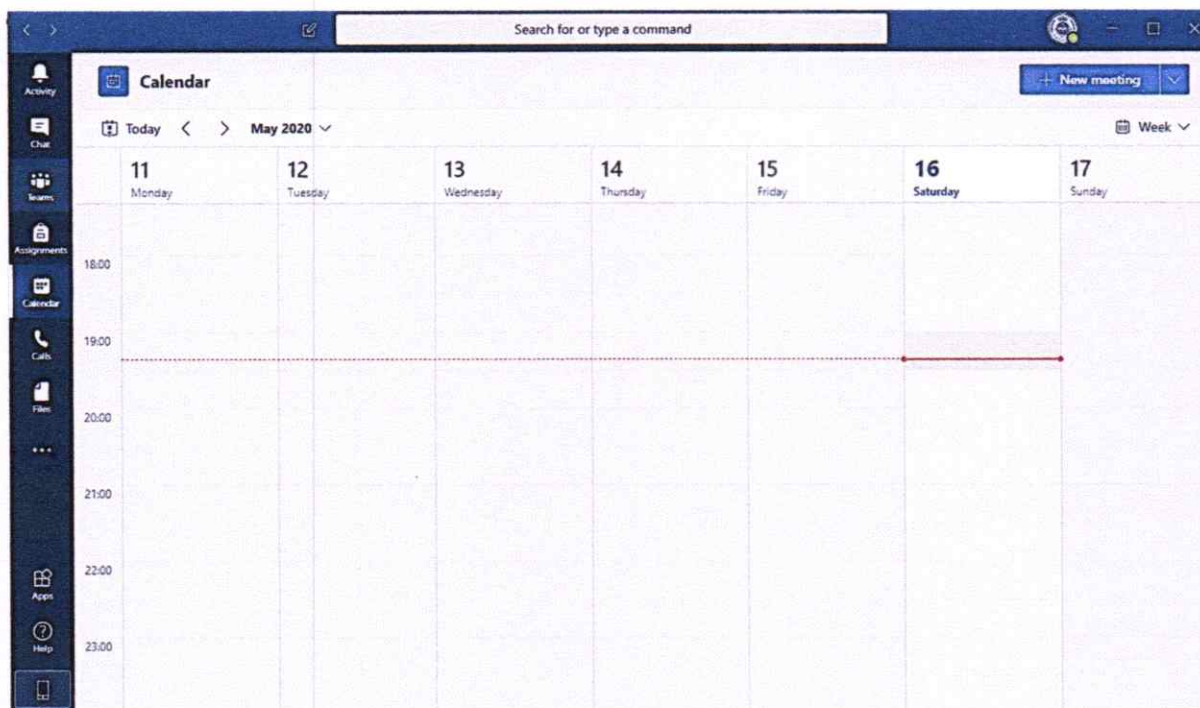 Search for or type a command
Activity
Chat
Teams
Assignments
Calendar
Calls
Files
Apps
Help
Calendar
+ New meeting
Today May 2020
Week
11 12 13 14 15 16 17
Monday Tuesday Wednesday Thursday Friday Saturday Sunday
18:00
19:00
20:00
21:00
22:00
23:00